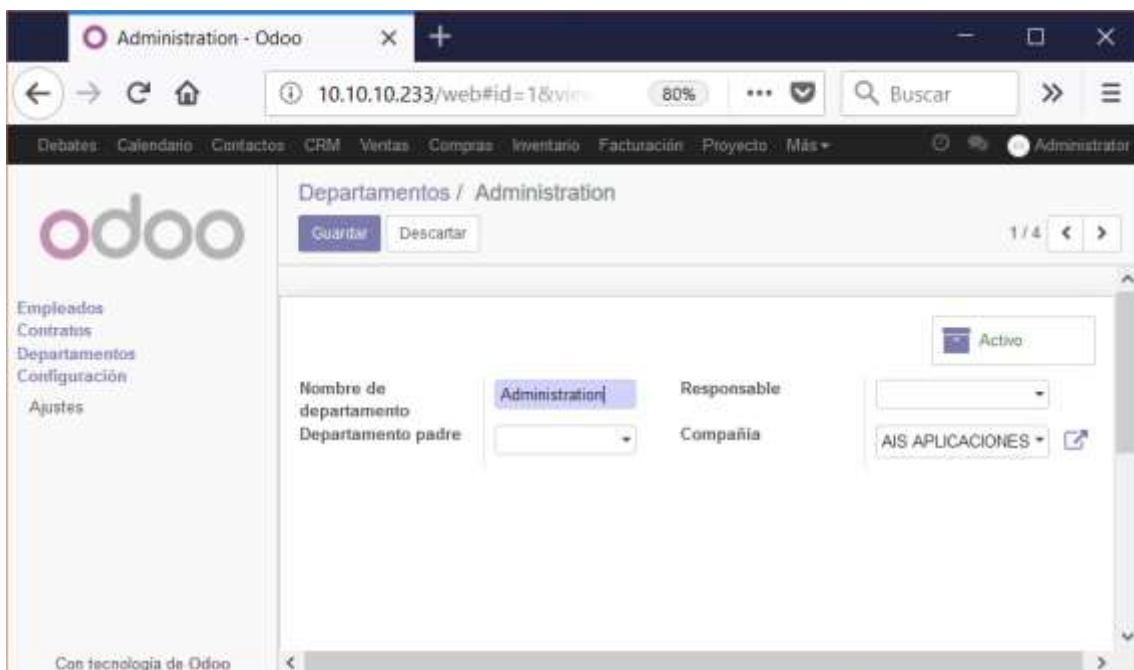 Administration - Odoo
10.10.10.233/web#id=1&view
80%
Buscar
Debates Calendario Contactos CRM Ventas Compras Inventario Facturación Proyecto Más
Administrator
odoo
Departamentos / Administration
Guardar Descartar
1 / 4
Empleados
Contratos
Departamentos
Configuración
Ajustes
Activo
Nombre de departamento
Administration
Responsable
Departamento padre
Compañía
AIS APLICACIONES
Con tecnología de Odoo